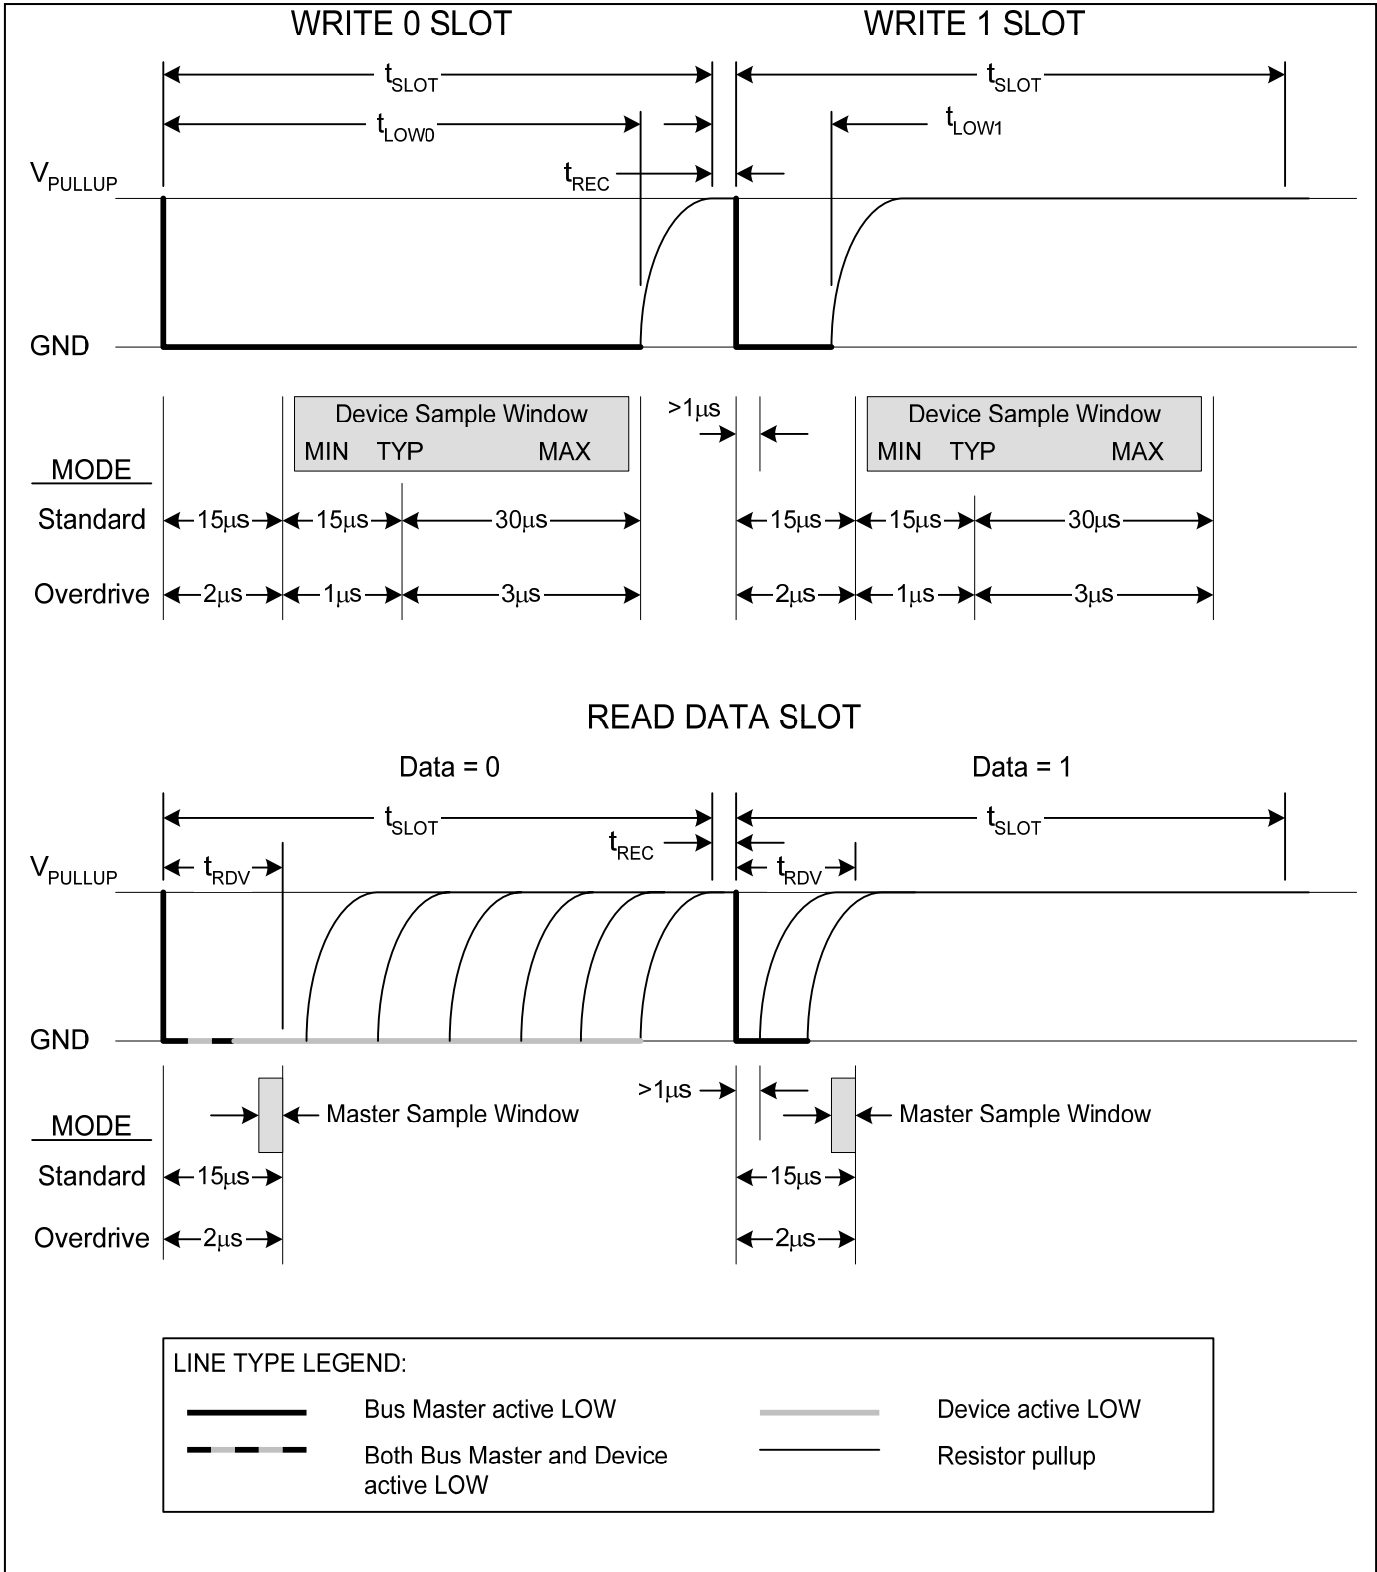 WRITE 0 SLOT WRITE 1 SLOT
tSLOT tSLOT
tLOW0 tLOW1
VPULLUP tREC
GND
Device Sample Window >1µs Device Sample Window
MIN TYP MAX MIN TYP MAX
MODE
Standard 15µs 15µs 30µs 15µs 15µs 30µs
Overdrive 2µs 1µs 3µs 2µs 1µs 3µs
READ DATA SLOT
Data = 0 Data = 1
tSLOT tSLOT
tREC
VPULLUP tRDV tRDV
GND
>1µs
MODE Master Sample Window Master Sample Window
Standard 15µs 15µs
Overdrive 2µs 2µs
LINE TYPE LEGEND:
Bus Master active LOW Device active LOW
Both Bus Master and Device Resistor pullup
active LOW